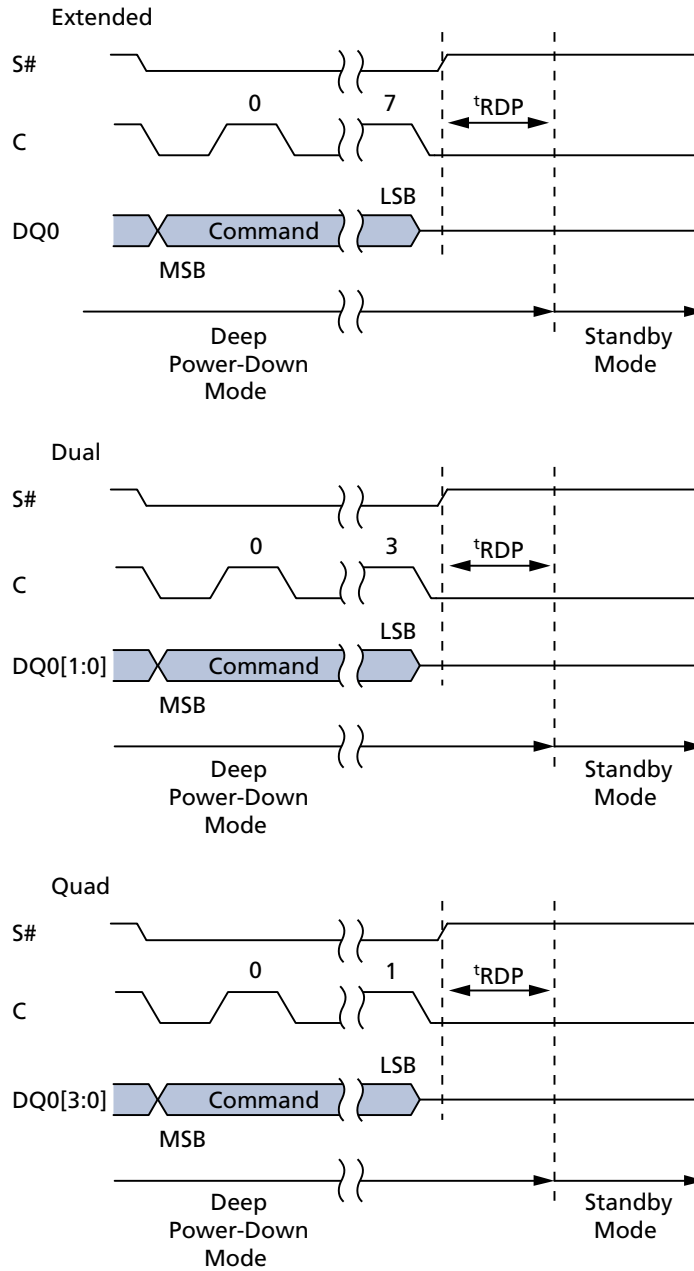 Extended
S#
0 7 tRDP
C
LSB
DQ0 Command
MSB
Deep Power-Down Mode
Standby Mode
Dual
S#
0 3 tRDP
C
LSB
DQ0[1:0] Command
MSB
Deep Power-Down Mode
Standby Mode
Quad
S#
0 1 tRDP
C
LSB
DQ0[3:0] Command
MSB
Deep Power-Down Mode
Standby Mode